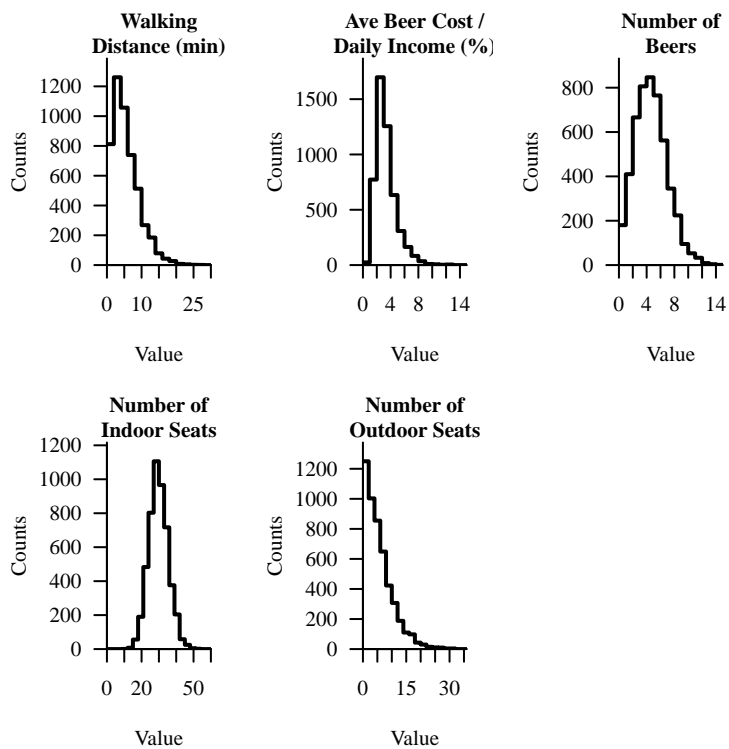 Walking
Distance (min)
Counts
1200
1000
800
600
400
200
0
0 10 25
Value
Ave Beer Cost /
Daily Income (%)
Counts
1500
1000
500
0
0 4 8 14
Value
Number of
Beers
Counts
800
600
400
200
0
0 4 8 14
Value
Number of
Indoor Seats
Counts
1200
1000
800
600
400
200
0
0 20 50
Value
Number of
Outdoor Seats
Counts
1200
1000
800
600
400
200
0
0 15 30
Value